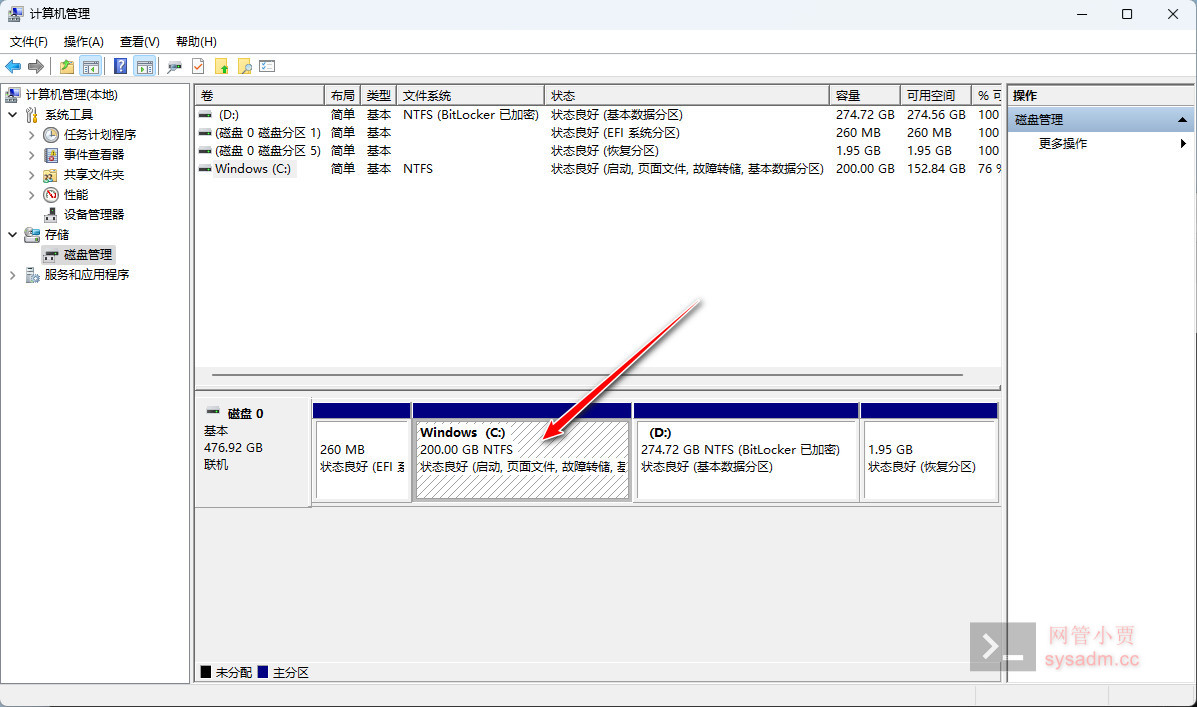 计算机管理
文件(F) 操作(A) 查看(V) 帮助(H)
计算机管理(本地)
系统工具
任务计划程序
事件查看器
共享文件夹
性能
设备管理器
存储
磁盘管理
服务和应用程序
卷 布局 类型 文件系统 状态 容量 可用空间 % 可
(D:) 简单 基本 NTFS (BitLocker 已加密) 状态良好 (基本数据分区) 274.72 GB 274.56 GB 100
(磁盘 0 磁盘分区 1) 简单 基本 状态良好 (EFI 系统分区) 260 MB 260 MB 100
(磁盘 0 磁盘分区 5) 简单 基本 状态良好 (恢复分区) 1.95 GB 1.95 GB 100
Windows (C:) 简单 基本 NTFS 状态良好 (启动, 页面文件, 故障转储, 基本数据分区) 200.00 GB 152.84 GB 76 %
磁盘 0
基本
476.92 GB
联机
260 MB
状态良好 (EFI 系
Windows (C:)
200.00 GB NTFS
状态良好 (启动, 页面文件, 故障转储, 基
(D:)
274.72 GB NTFS (BitLocker 已加密)
状态良好 (基本数据分区)
1.95 GB
状态良好 (恢复分区)
未分配 主分区
操作
磁盘管理
更多操作
网管小贾
sysadm.cc